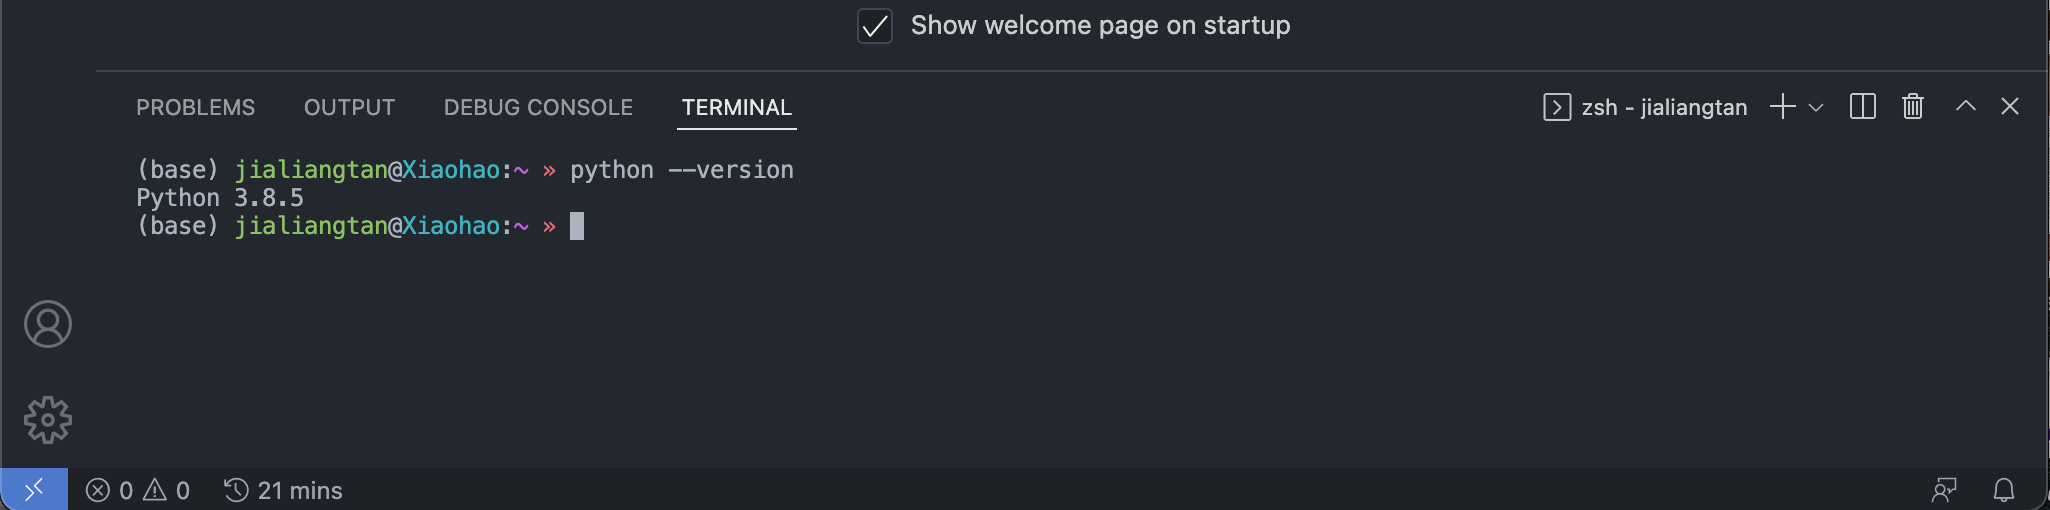 Show welcome page on startup
PROBLEMS OUTPUT DEBUG CONSOLE TERMINAL zsh - jialiangtan
(base) jialiangtan@Xiaohao:~ » python --version
Python 3.8.5
(base) jialiangtan@Xiaohao:~ »
0 0 21 mins